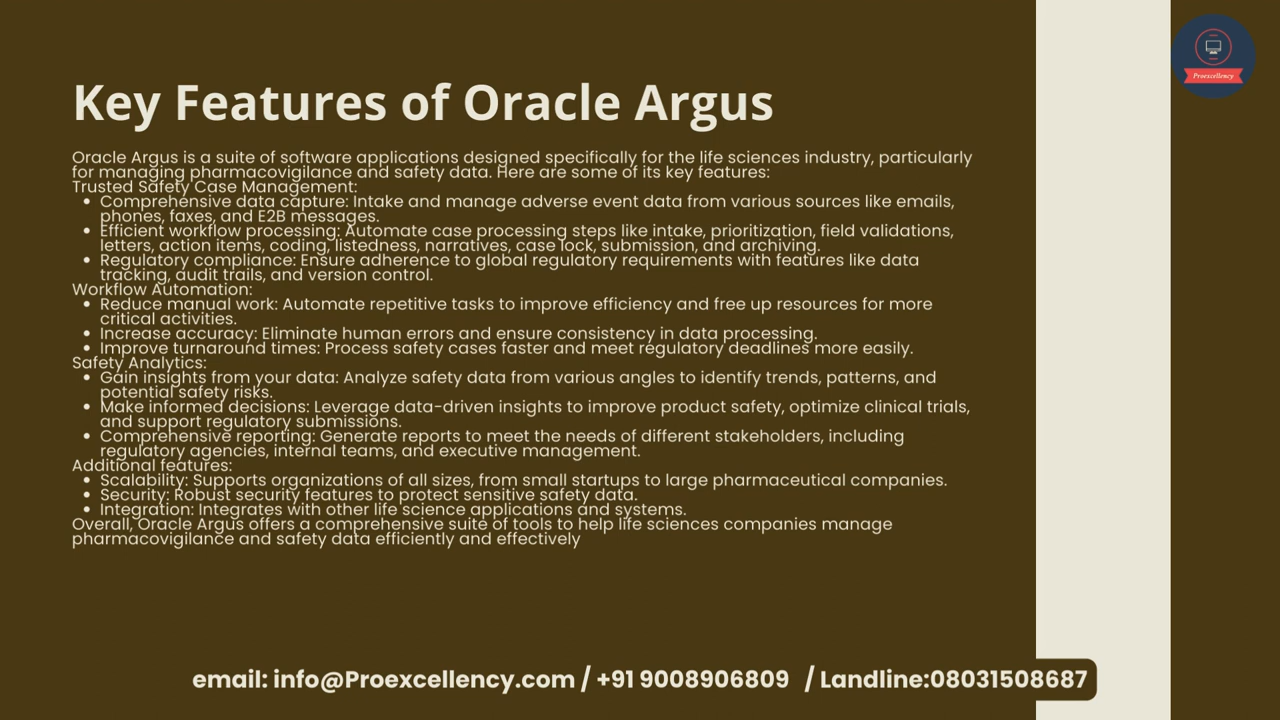 Proexcellency
Key Features of Oracle Argus
Oracle Argus is a suite of software applications designed specifically for the life sciences industry, particularly
for managing pharmacovigilance and safety data. Here are some of its key features:
Trusted Safety Case Management:
• Comprehensive data capture: Intake and manage adverse event data from various sources like emails,
phones, faxes, and E2B messages.
• Efficient workflow processing: Automate case processing steps like intake, prioritization, field validations,
letters, action items, coding, listedness, narratives, case lock, submission, and archiving.
• Regulatory compliance: Ensure adherence to global regulatory requirements with features like data
tracking, audit trails, and version control.
Workflow Automation:
• Reduce manual work: Automate repetitive tasks to improve efficiency and free up resources for more
critical activities.
• Increase accuracy: Eliminate human errors and ensure consistency in data processing.
• Improve turnaround times: Process safety cases faster and meet regulatory deadlines more easily.
Safety Analytics:
• Gain insights from your data: Analyze safety data from various angles to identify trends, patterns, and
potential safety risks.
• Make informed decisions: Leverage data-driven insights to improve product safety, optimize clinical trials,
and support regulatory submissions.
• Comprehensive reporting: Generate reports to meet the needs of different stakeholders, including
regulatory agencies, internal teams, and executive management.
Additional features:
• Scalability: Supports organizations of all sizes, from small startups to large pharmaceutical companies.
• Security: Robust security features to protect sensitive safety data.
• Integration: Integrates with other life science applications and systems.
Overall, Oracle Argus offers a comprehensive suite of tools to help life sciences companies manage
pharmacovigilance and safety data efficiently and effectively
email: info@Proexcellency.com / +91 9008906809 / Landline:08031508687